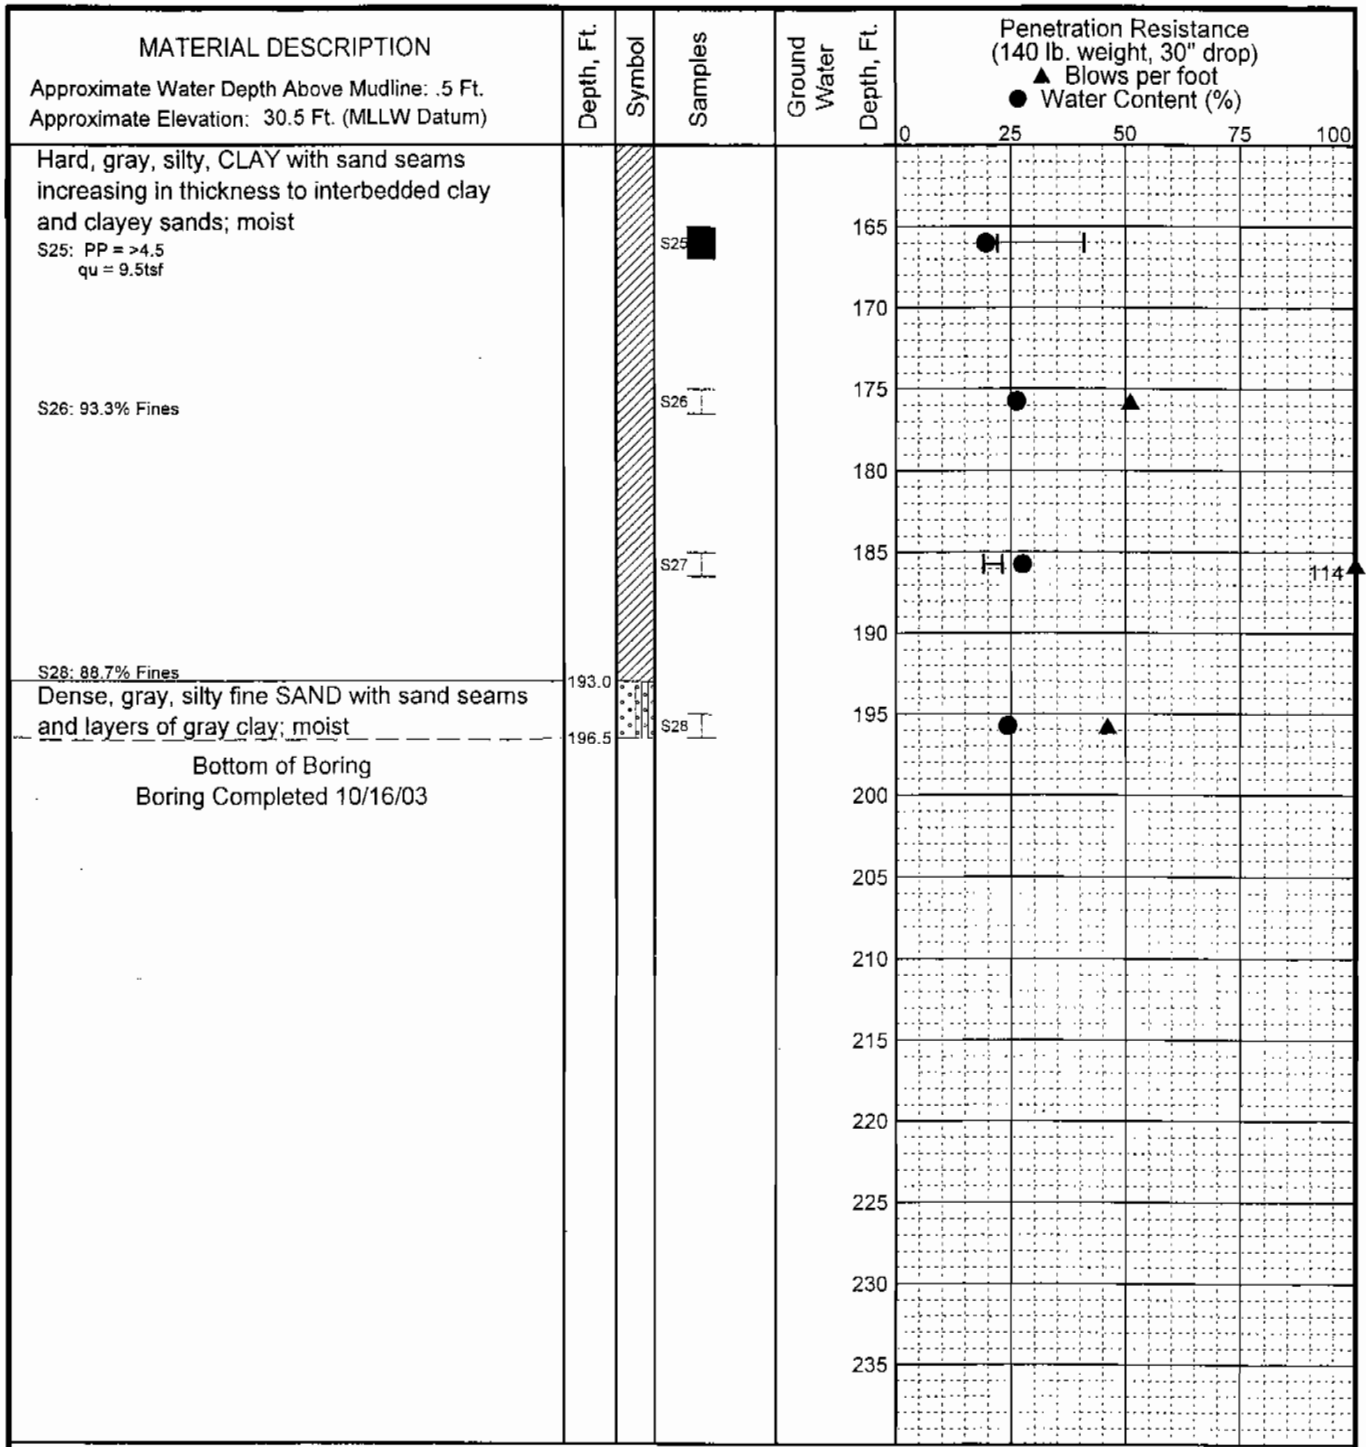 MATERIAL DESCRIPTION
Approximate Water Depth Above Mudline: .5 Ft.
Approximate Elevation: 30.5 Ft. (MLLW Datum)
Depth, Ft.
Symbol
Samples
Ground
Water
Depth, Ft.
Penetration Resistance
(140 lb. weight, 30" drop)
▲ Blows per foot
● Water Content (%)
0 25 50 75 100
Hard, gray, silty, CLAY with sand seams
increasing in thickness to interbedded clay
and clayey sands; moist
S25: PP = >4.5
qu = 9.5tsf
S25
165
170
175
S26: 93.3% Fines
S26
180
185
S27
114
190
S28: 88.7% Fines
193.0
Dense, gray, silty fine SAND with sand seams
and layers of gray clay; moist
S28
195
196.5
Bottom of Boring
Boring Completed 10/16/03
200
205
210
215
220
225
230
235